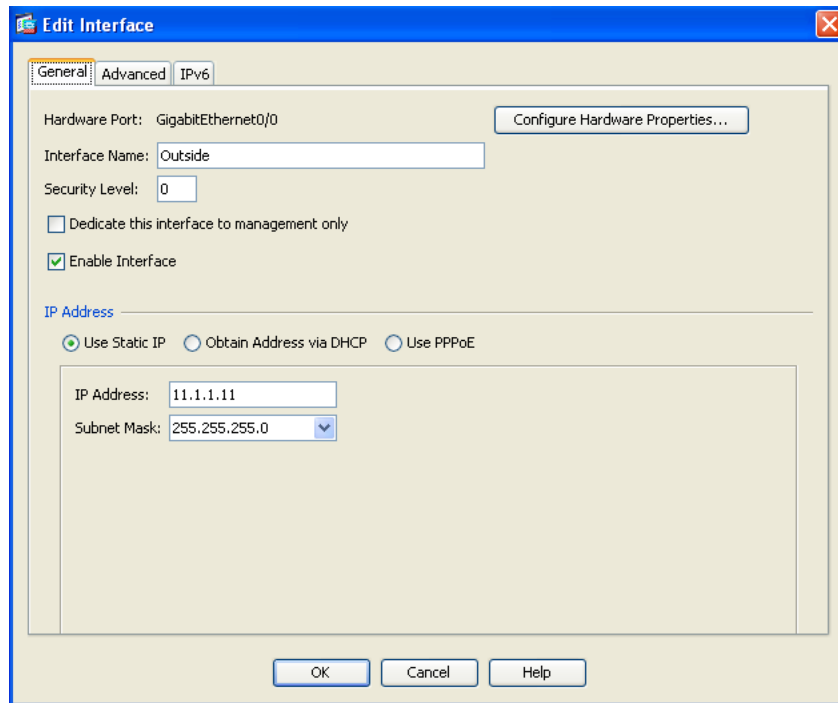 Edit Interface
General Advanced IPv6
Hardware Port: GigabitEthernet0/0 Configure Hardware Properties...
Interface Name: Outside
Security Level: 0
Dedicate this interface to management only
Enable Interface
IP Address
Use Static IP Obtain Address via DHCP Use PPPoE
IP Address: 11.1.1.11
Subnet Mask: 255.255.255.0
OK Cancel Help